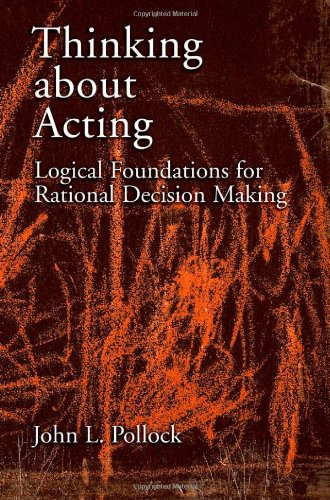 Thinking
about
Acting
Logical Foundations for
Rational Decision Making
John L. Pollock